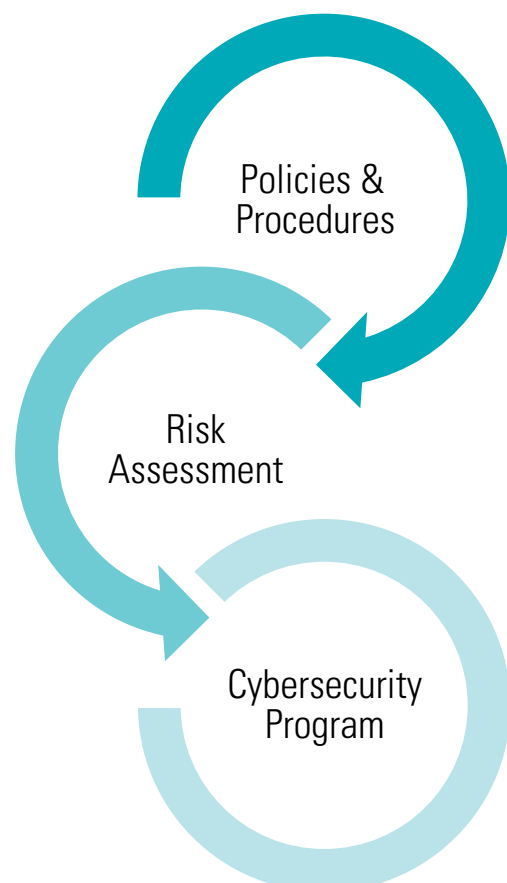 Policies &
Procedures
Risk
Assessment
Cybersecurity
Program